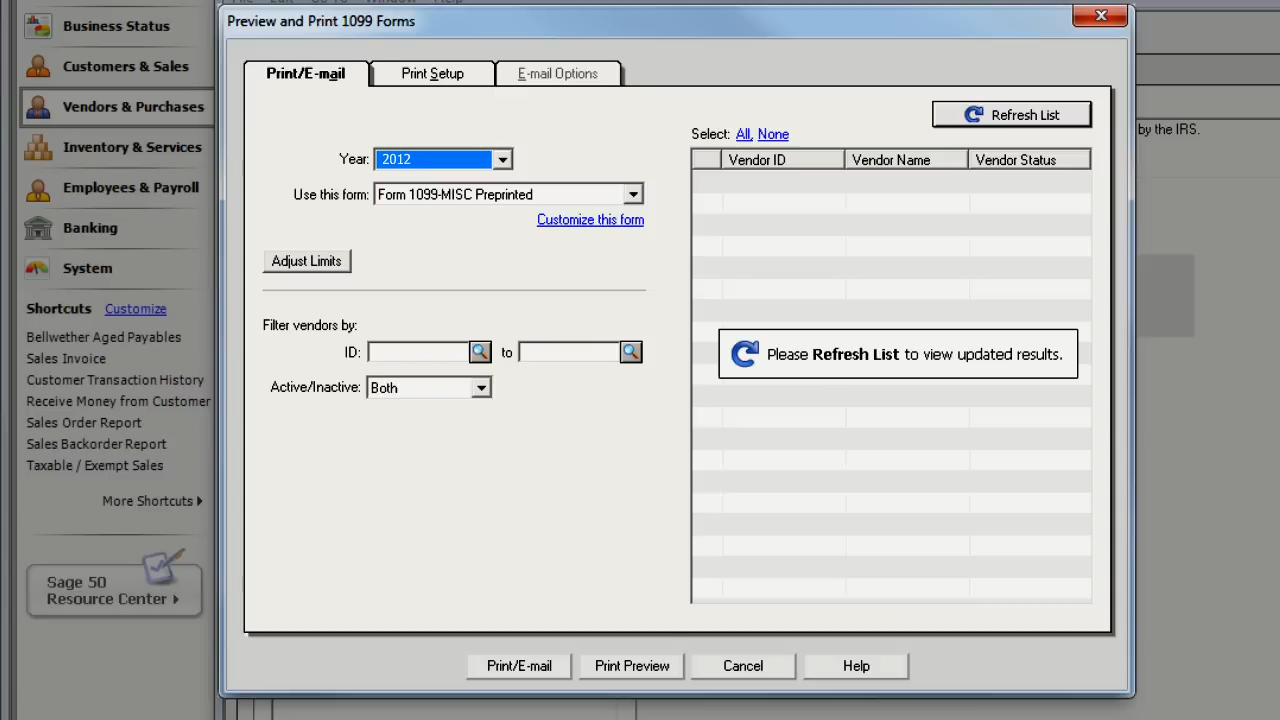 Business Status
Customers & Sales
Vendors & Purchases
Inventory & Services
Employees & Payroll
Banking
System
Shortcuts Customize
Bellwether Aged Payables
Sales Invoice
Customer Transaction History
Receive Money from Customer
Sales Order Report
Sales Backorder Report
Taxable / Exempt Sales
More Shortcuts
Sage 50
Resource Center
Preview and Print 1099 Forms
Print/E-mail
Print Setup
E-mail Options
Year: 2012
Use this form: Form 1099-MISC Preprinted
Customize this form
Adjust Limits
Filter vendors by:
ID: to
Active/Inactive: Both
Refresh List
Select: All, None
Vendor ID Vendor Name Vendor Status
Please Refresh List to view updated results.
Print/E-mail Print Preview Cancel Help
by the IRS.